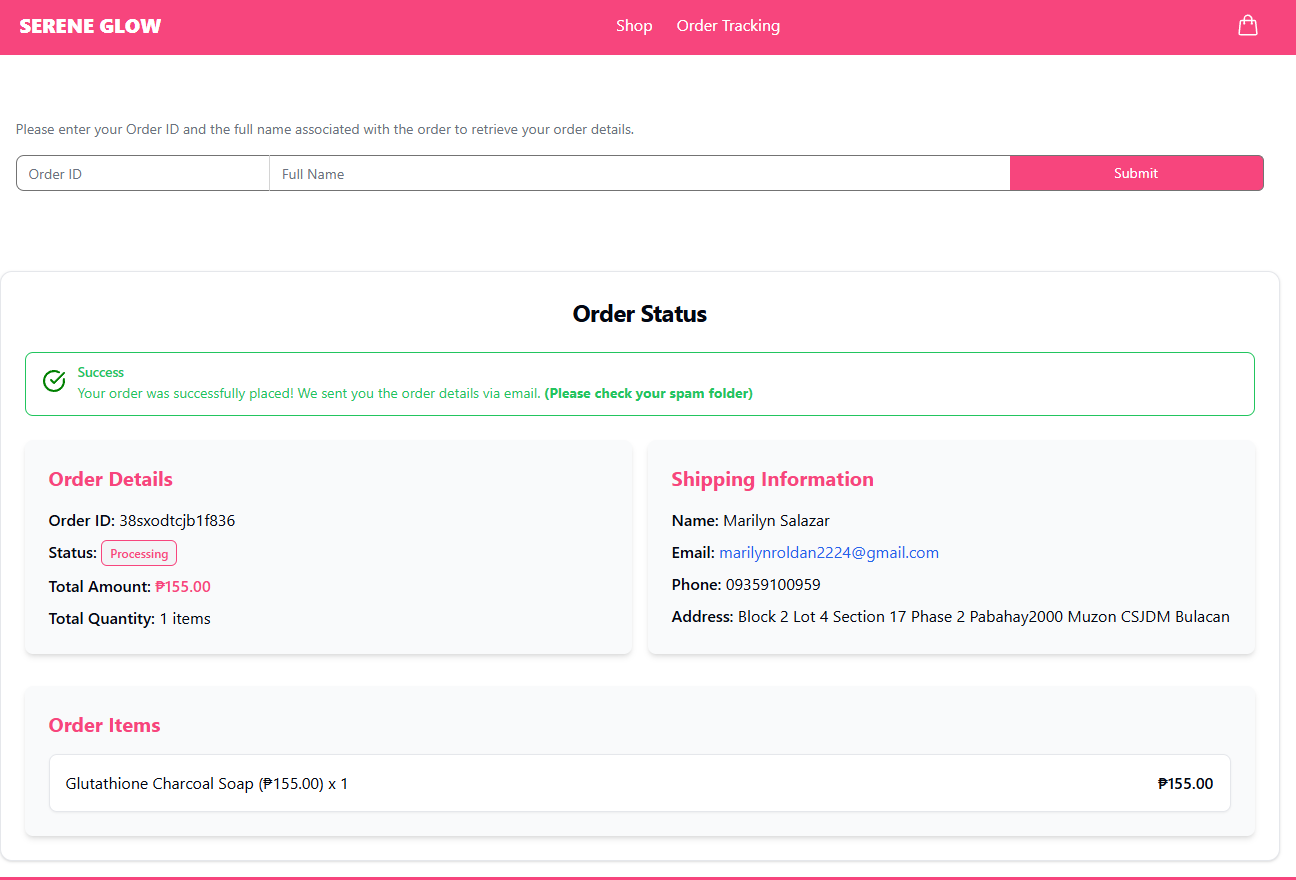 SERENE GLOW
Shop
Order Tracking
Please enter your Order ID and the full name associated with the order to retrieve your order details.
Order ID
Full Name
Submit
Order Status
Success
Your order was successfully placed! We sent you the order details via email. (Please check your spam folder)
Order Details
Order ID: 38sxodtcjb1f836
Status: Processing
Total Amount: ₱155.00
Total Quantity: 1 items
Shipping Information
Name: Marilyn Salazar
Email: marilynroldan2224@gmail.com
Phone: 09359100959
Address: Block 2 Lot 4 Section 17 Phase 2 Pabahay2000 Muzon CSJDM Bulacan
Order Items
Glutathione Charcoal Soap (₱155.00) x 1
₱155.00